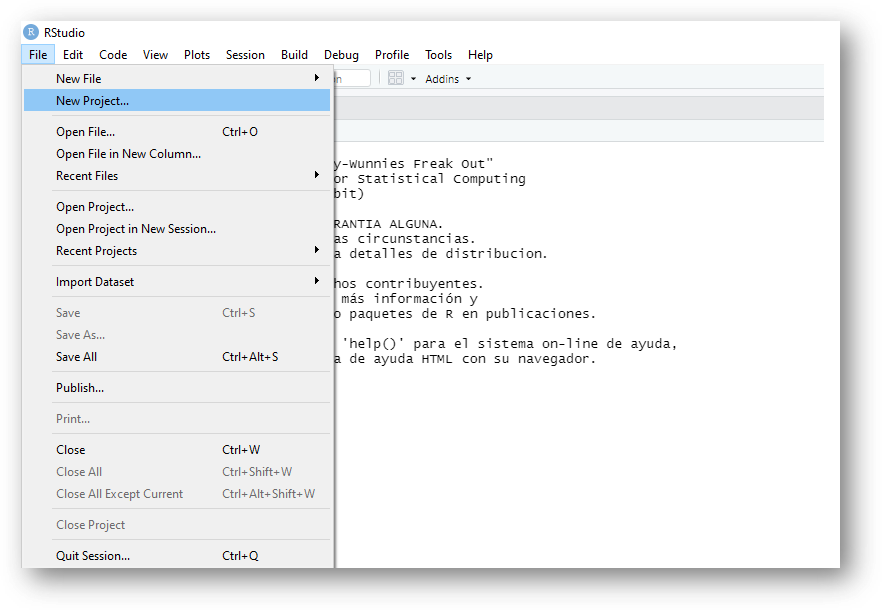 R RStudio
File Edit Code View Plots Session Build Debug Profile Tools Help
New File
Addins
New Project...
Open File... Ctrl+O
Open File in New Column...
Recent Files
Open Project...
Open Project in New Session...
Recent Projects
Import Dataset
Save Ctrl+S
Save As...
Save All Ctrl+Alt+S
Publish...
Print...
Close Ctrl+W
Close All Ctrl+Shift+W
Close All Except Current Ctrl+Alt+Shift+W
Close Project
Quit Session... Ctrl+Q
y-Wunnies Freak Out"
or Statistical Computing
bit)
RANTIA ALGUNA.
as circunstancias.
a detalles de distribucion.
hos contribuyentes.
más información y
o paquetes de R en publicaciones.
'help()' para el sistema on-line de ayuda,
a de ayuda HTML con su navegador.